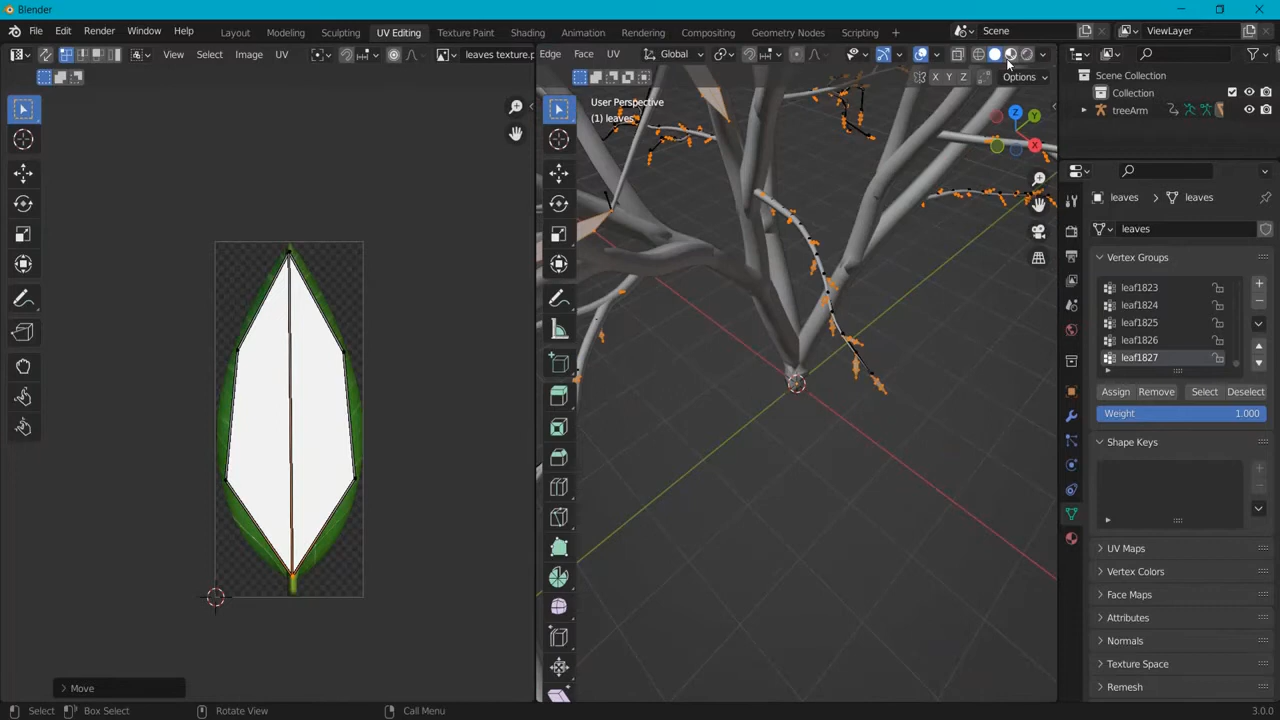 Blender
File Edit Render Window Help Layout Modeling Sculpting UV Editing Texture Paint Shading Animation Rendering Compositing Geometry Nodes Scripting Scene ViewLayer
View Select Image UV leaves texture.p Edge Face UV Global
Options
User Perspective
(1) leaves
Z
Y
X
X Y Z
Scene Collection
Collection
treeArm
leaves leaves
leaves
Vertex Groups
leaf1823
leaf1824
leaf1825
leaf1826
leaf1827
Assign Remove Select Deselect
Weight 1.000
Shape Keys
UV Maps
Vertex Colors
Face Maps
Attributes
Normals
Texture Space
Remesh
Move
Select Box Select Rotate View Call Menu 3.0.0